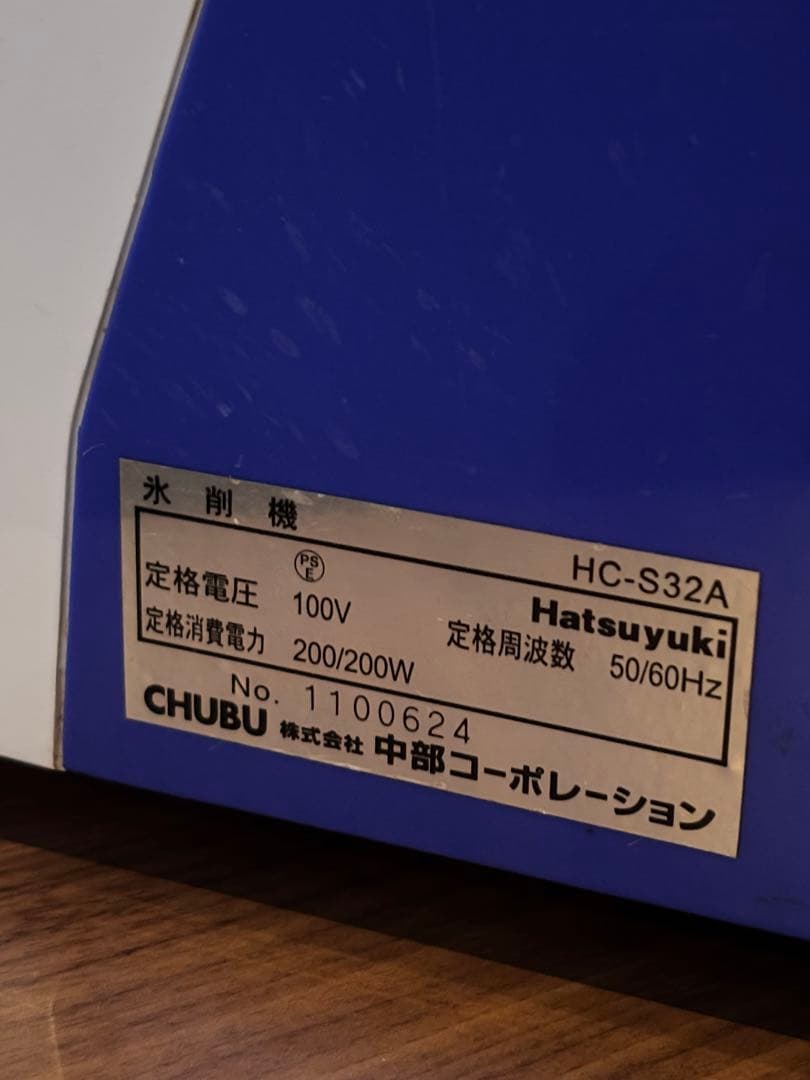 氷削機 HC-S32A
PSE Hatsuyuki
定格電圧 100V 定格周波数 50/60Hz
定格消費電力 200/200W
No. 1100624
CHUBU 株式会社 中部コーポレーション